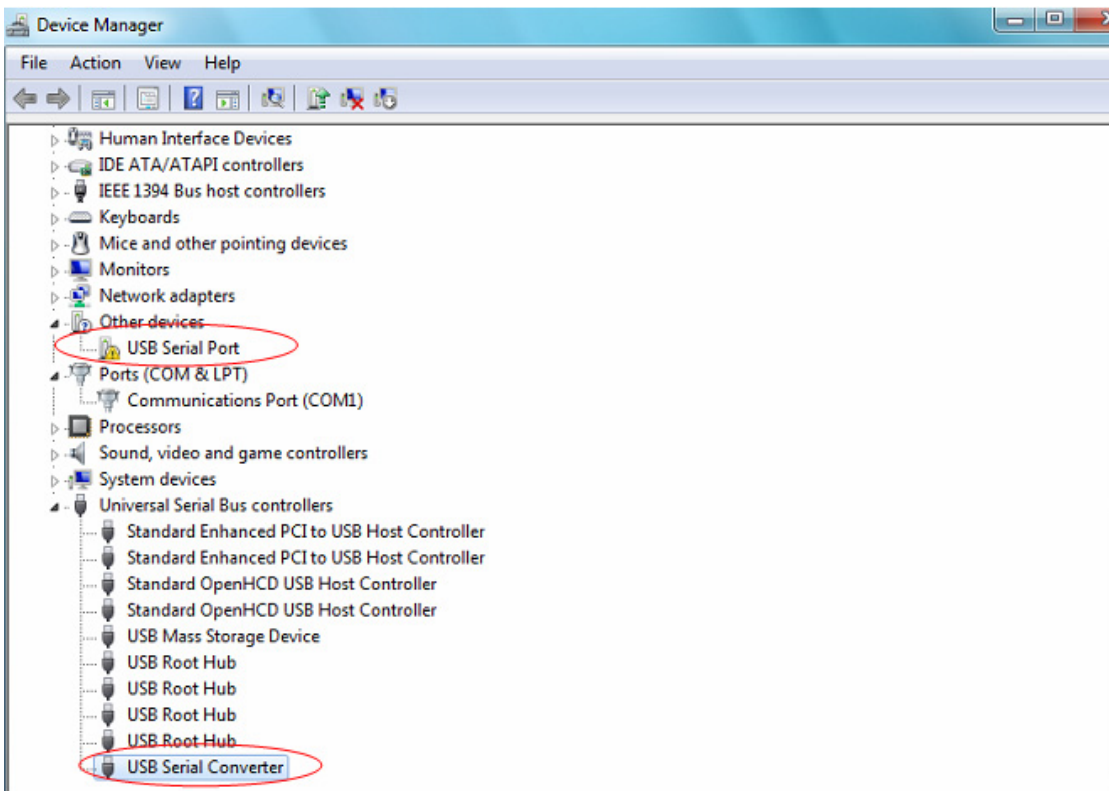 Device Manager
File Action View Help
Human Interface Devices
IDE ATA/ATAPI controllers
IEEE 1394 Bus host controllers
Keyboards
Mice and other pointing devices
Monitors
Network adapters
Other devices
USB Serial Port
Ports (COM & LPT)
Communications Port (COM1)
Processors
Sound, video and game controllers
System devices
Universal Serial Bus controllers
Standard Enhanced PCI to USB Host Controller
Standard Enhanced PCI to USB Host Controller
Standard OpenHCD USB Host Controller
Standard OpenHCD USB Host Controller
USB Mass Storage Device
USB Root Hub
USB Root Hub
USB Root Hub
USB Root Hub
USB Serial Converter